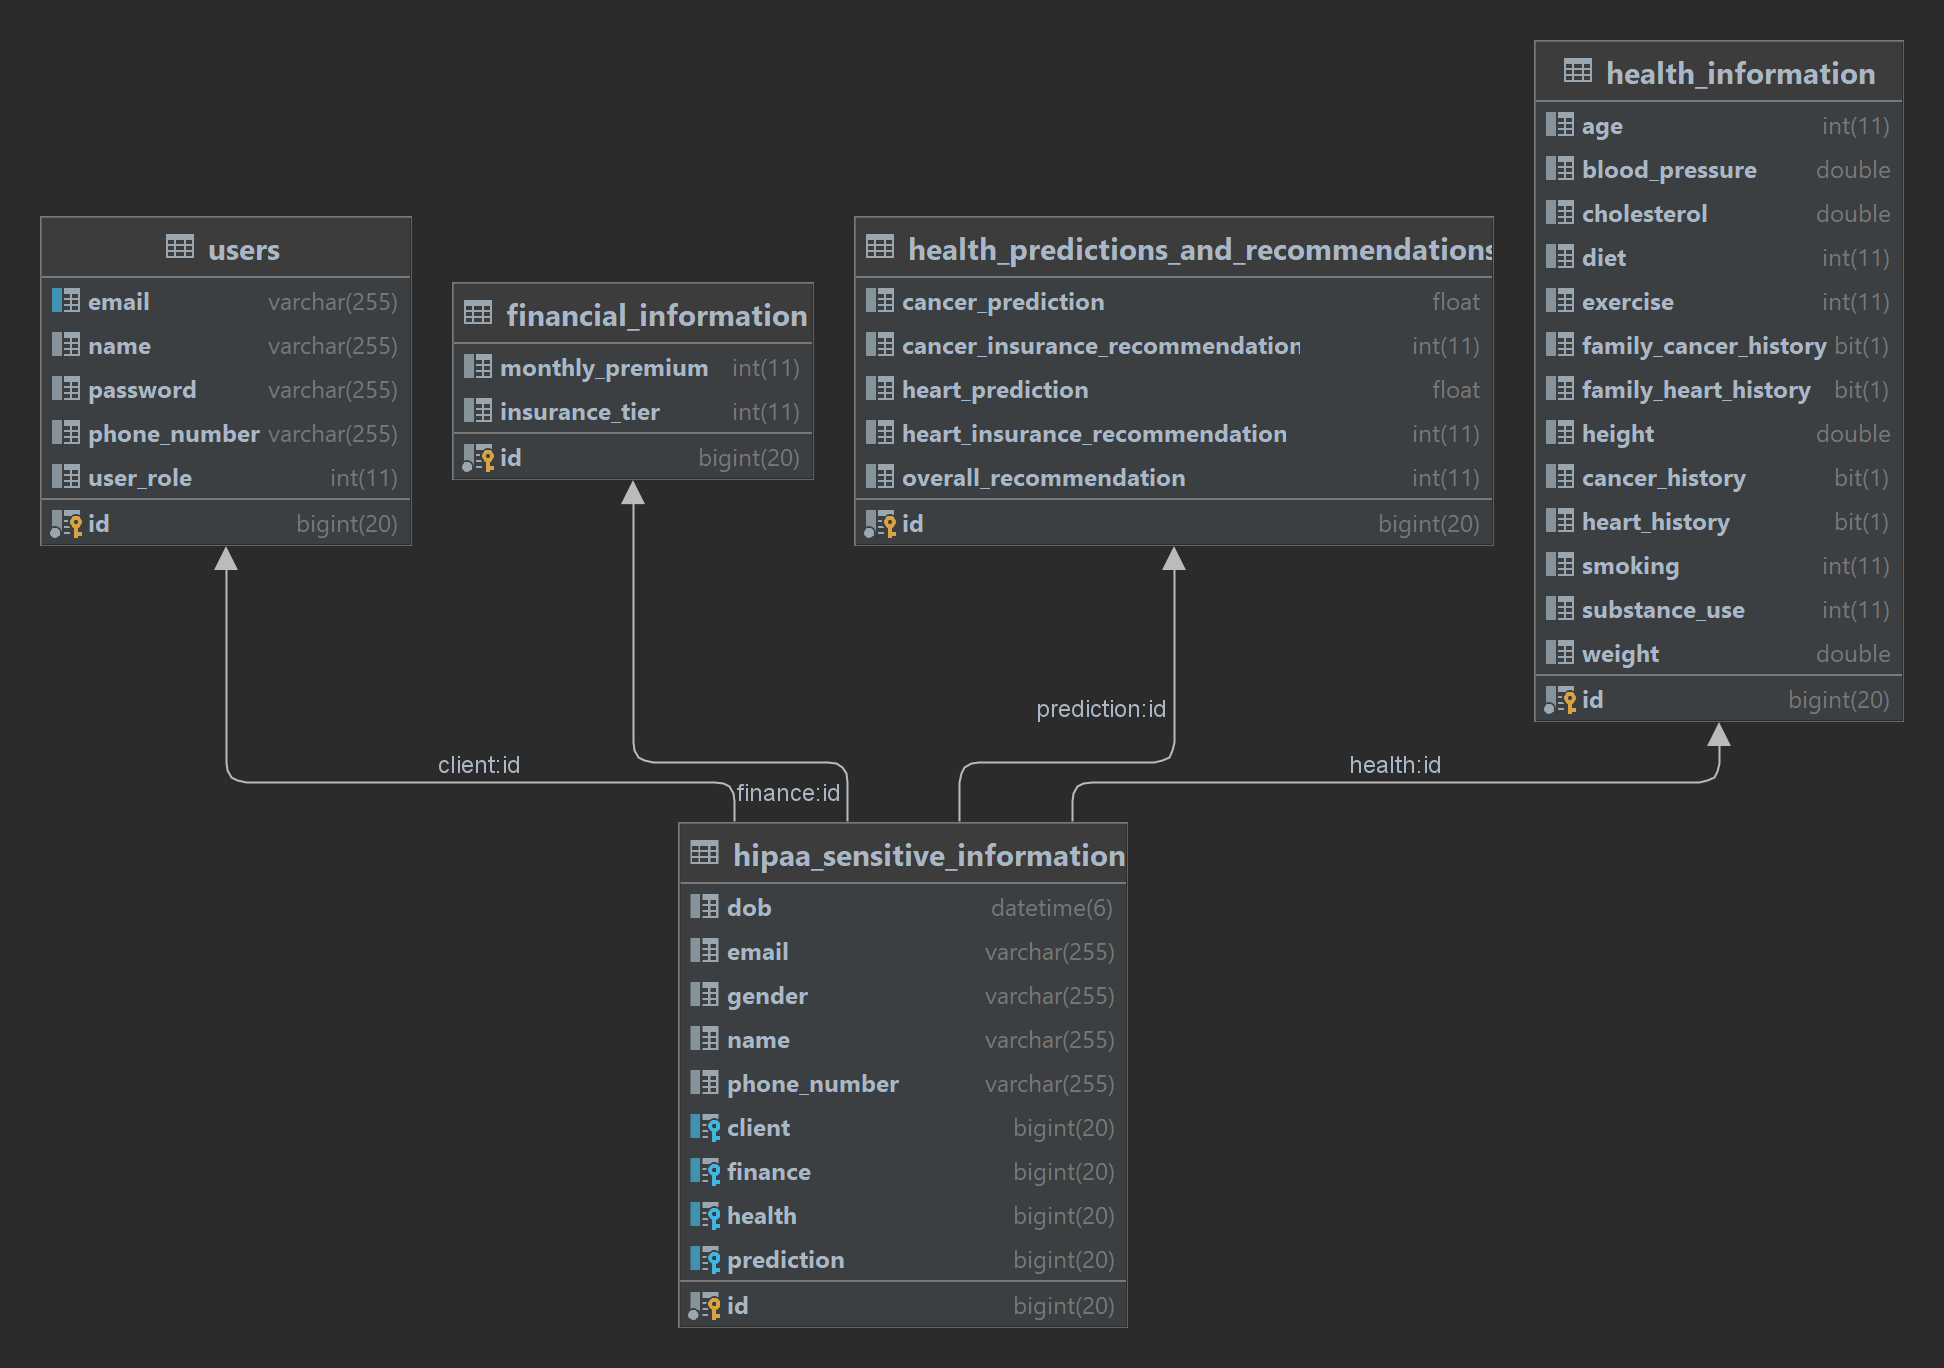 users
email varchar(255)
name varchar(255)
password varchar(255)
phone_number varchar(255)
user_role int(11)
id bigint(20)
financial_information
monthly_premium int(11)
insurance_tier int(11)
id bigint(20)
health_predictions_and_recommendations
cancer_prediction float
cancer_insurance_recommendation int(11)
heart_prediction float
heart_insurance_recommendation int(11)
overall_recommendation int(11)
id bigint(20)
health_information
age int(11)
blood_pressure double
cholesterol double
diet int(11)
exercise int(11)
family_cancer_history bit(1)
family_heart_history bit(1)
height double
cancer_history bit(1)
heart_history bit(1)
smoking int(11)
substance_use int(11)
weight double
id bigint(20)
client:id
finance:id
prediction:id
health:id
hipaa_sensitive_information
dob datetime(6)
email varchar(255)
gender varchar(255)
name varchar(255)
phone_number varchar(255)
client bigint(20)
finance bigint(20)
health bigint(20)
prediction bigint(20)
id bigint(20)